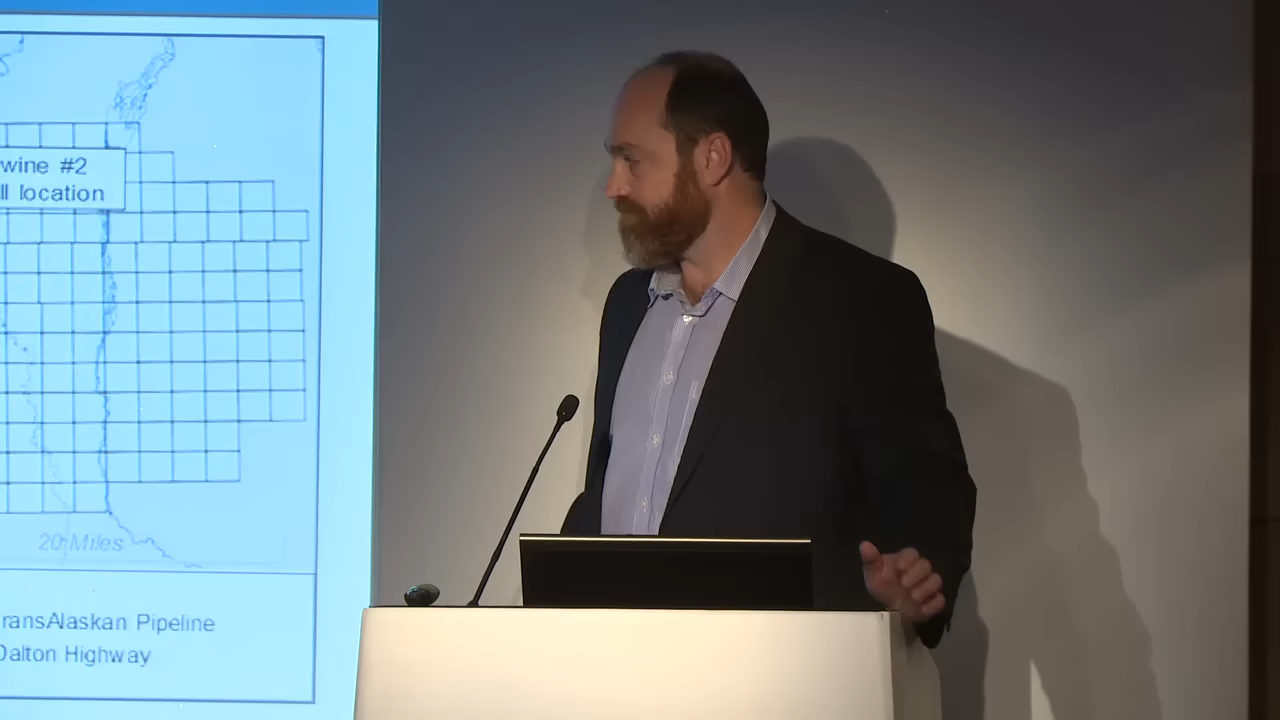 wine #2
ll location
20 Miles
ransAlaskan Pipeline
Dalton Highway